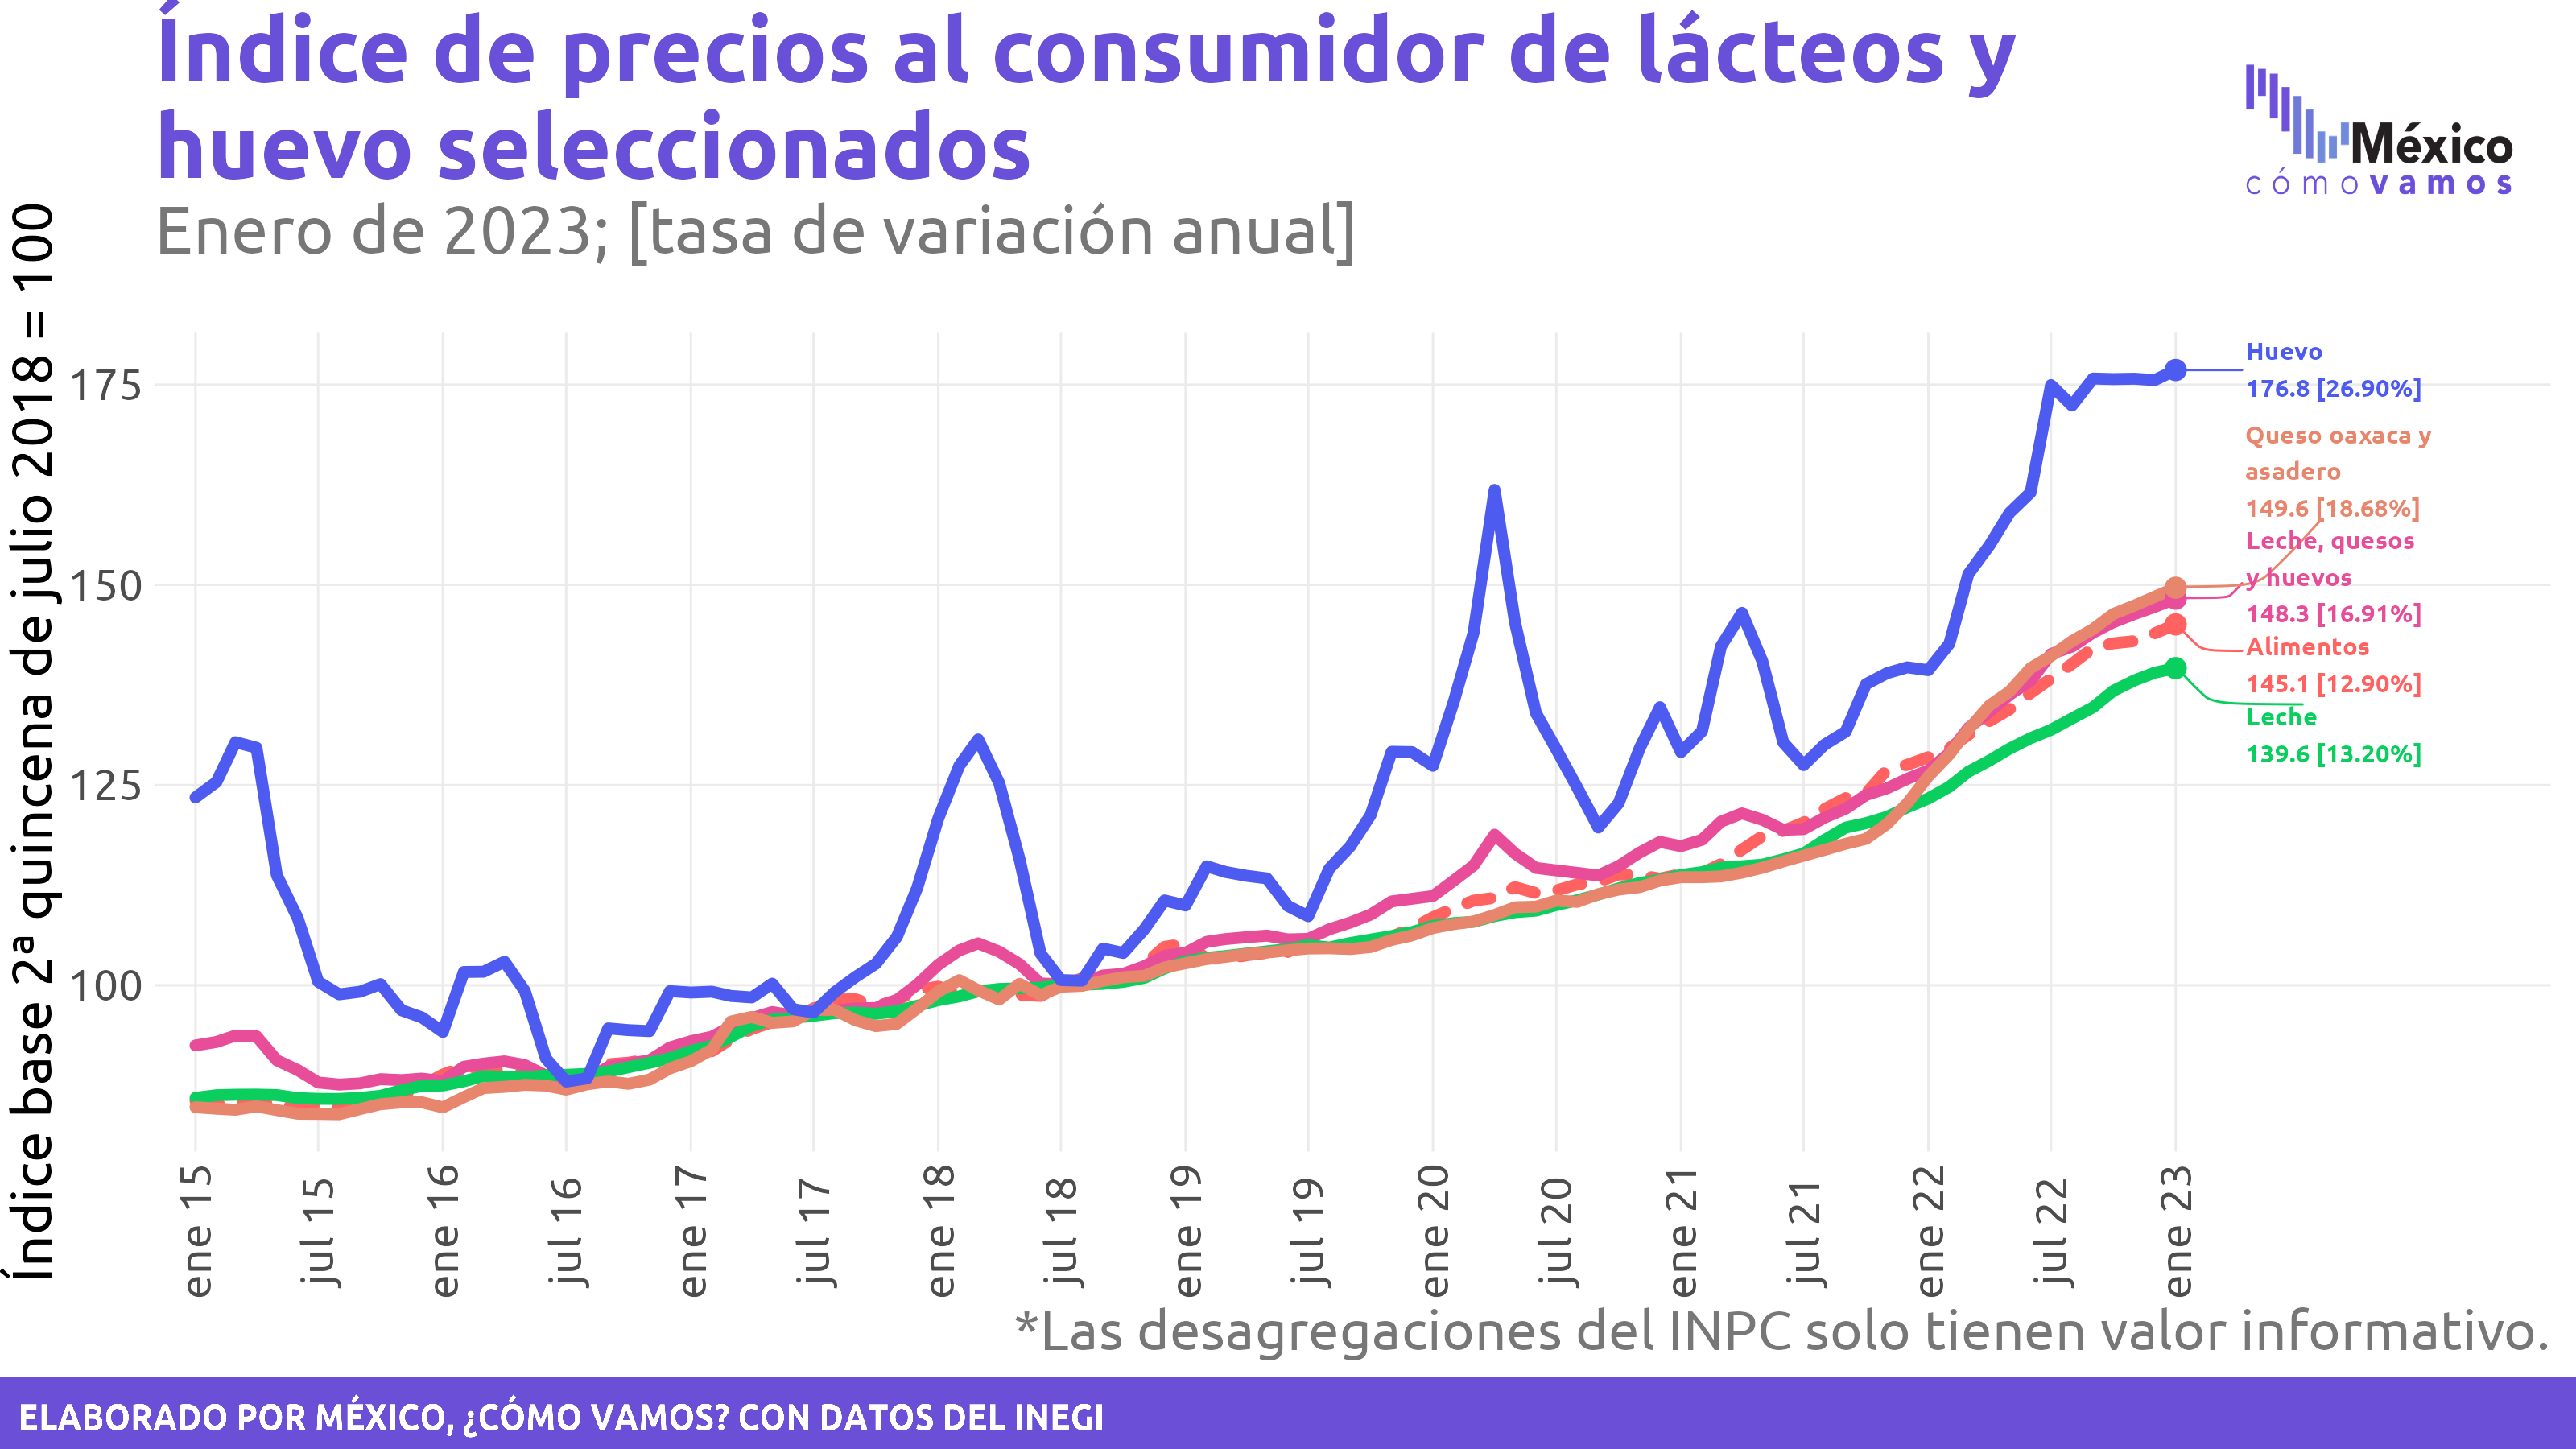 Índice de precios al consumidor de lácteos y
huevo seleccionados
Enero de 2023; [tasa de variación anual]
México
cómo vamos
Índice base 2ª quincena de julio 2018 = 100
175
150
125
100
Huevo
176.8 [26.90%]
Queso oaxaca y
asadero
149.6 [18.68%]
Leche, quesos
y huevos
148.3 [16.91%]
Alimentos
145.1 [12.90%]
Leche
139.6 [13.20%]
ene 15
jul 15
ene 16
jul 16
ene 17
jul 17
ene 18
jul 18
ene 19
jul 19
ene 20
jul 20
ene 21
jul 21
ene 22
jul 22
ene 23
*Las desagregaciones del INPC solo tienen valor informativo.
ELABORADO POR MÉXICO, ¿CÓMO VAMOS? CON DATOS DEL INEGI